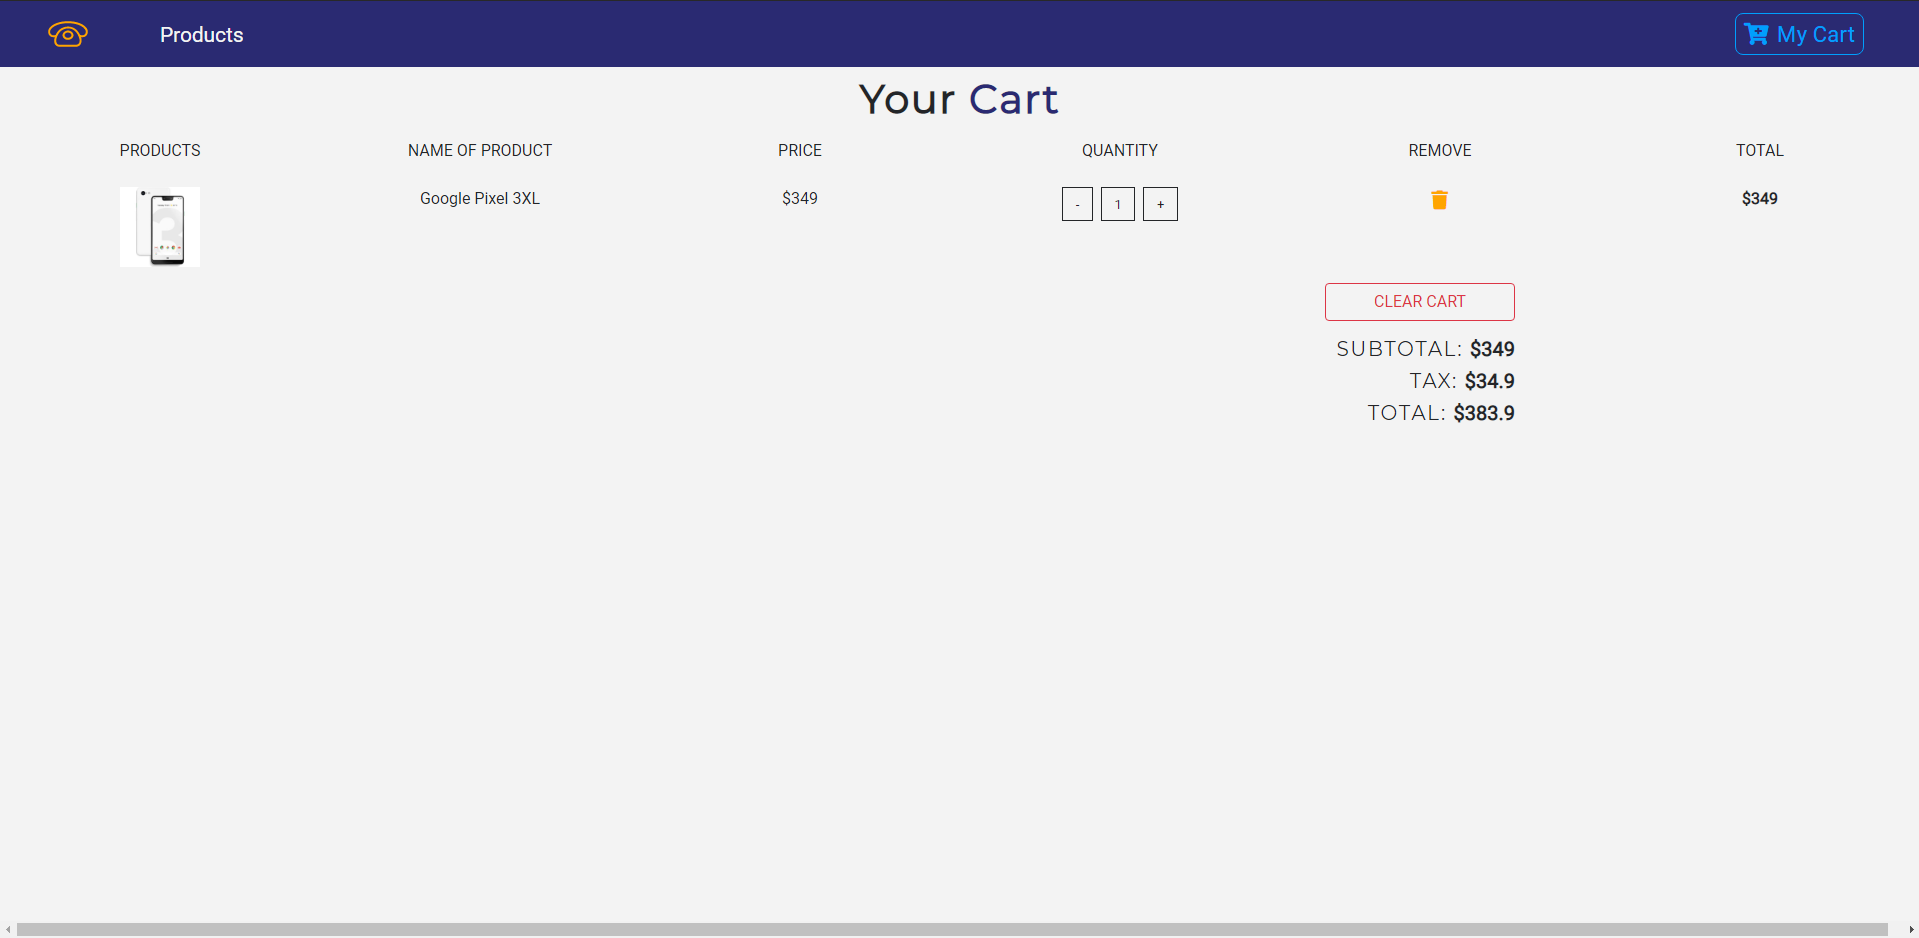 Products My Cart
Your Cart
PRODUCTS NAME OF PRODUCT PRICE QUANTITY REMOVE TOTAL
Google Pixel 3XL $349 - 1 + $349
CLEAR CART
SUBTOTAL: $349
TAX: $34.9
TOTAL: $383.9